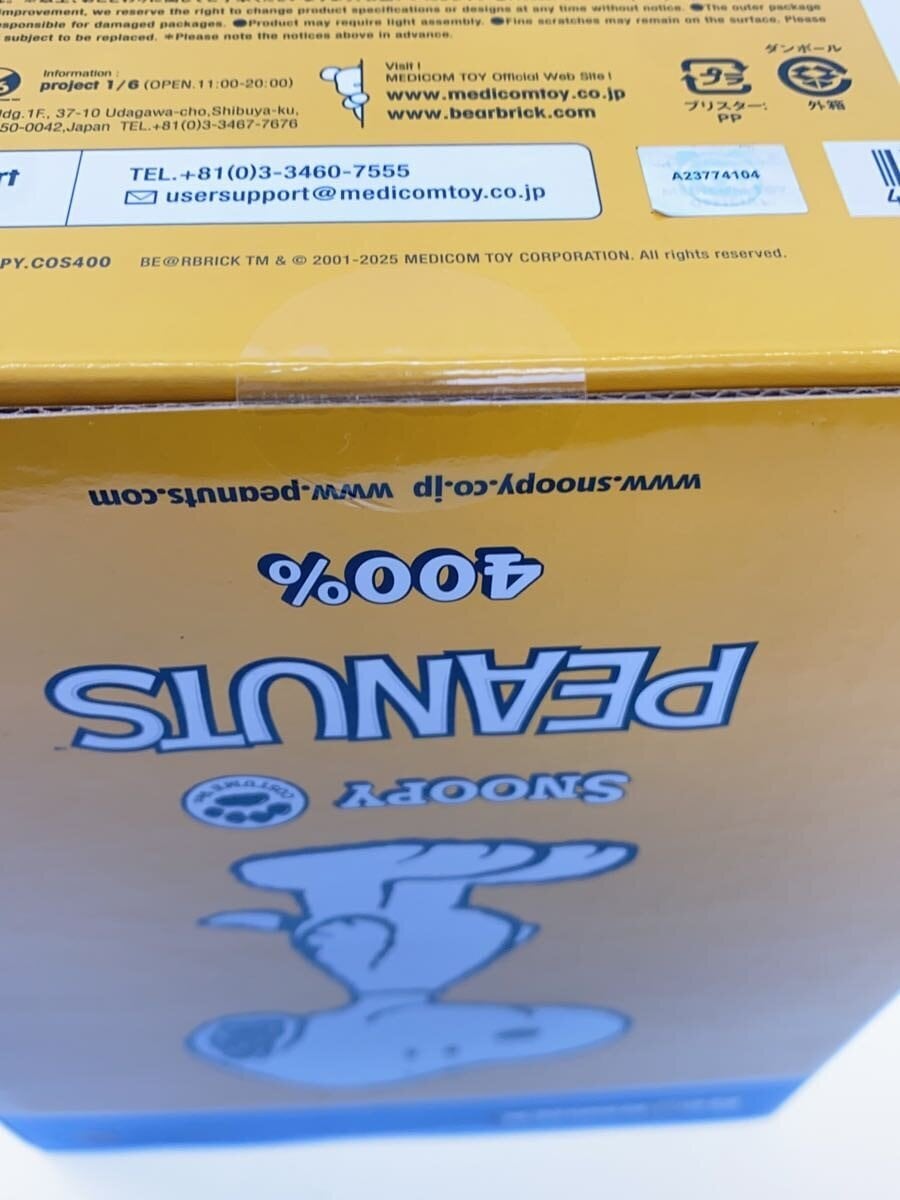 improvement, we reserve the right to change product specifications or designs at any time without notice. ●The outer package
sponsible for damaged packages. ●Product may require light assembly. ●Fine scratches may remain on the surface. Please
subject to be replaced. *Please note the notices above in advance.
ダンボール
Information :
project 1/6 (OPEN.11:00-20:00)
dg.1F., 37-10 Udagawa-cho,Shibuya-ku,
50-0042,Japan TEL.+81(0)3-3467-7676
Visit !
MEDICOM TOY Official Web Site !
www.medicomtoy.co.jp
www.bearbrick.com
プラ
ブリスター:
PP
外箱
rt
TEL.+81(0)3-3460-7555
usersupport@medicomtoy.co.jp
A23774104
4
PY.COS400 BE@RBRICK TM & © 2001-2025 MEDICOM TOY CORPORATION. All rights reserved.
www.snoopy.co.jp www.peanuts.com
400%
PEANUTS
SNOOPY